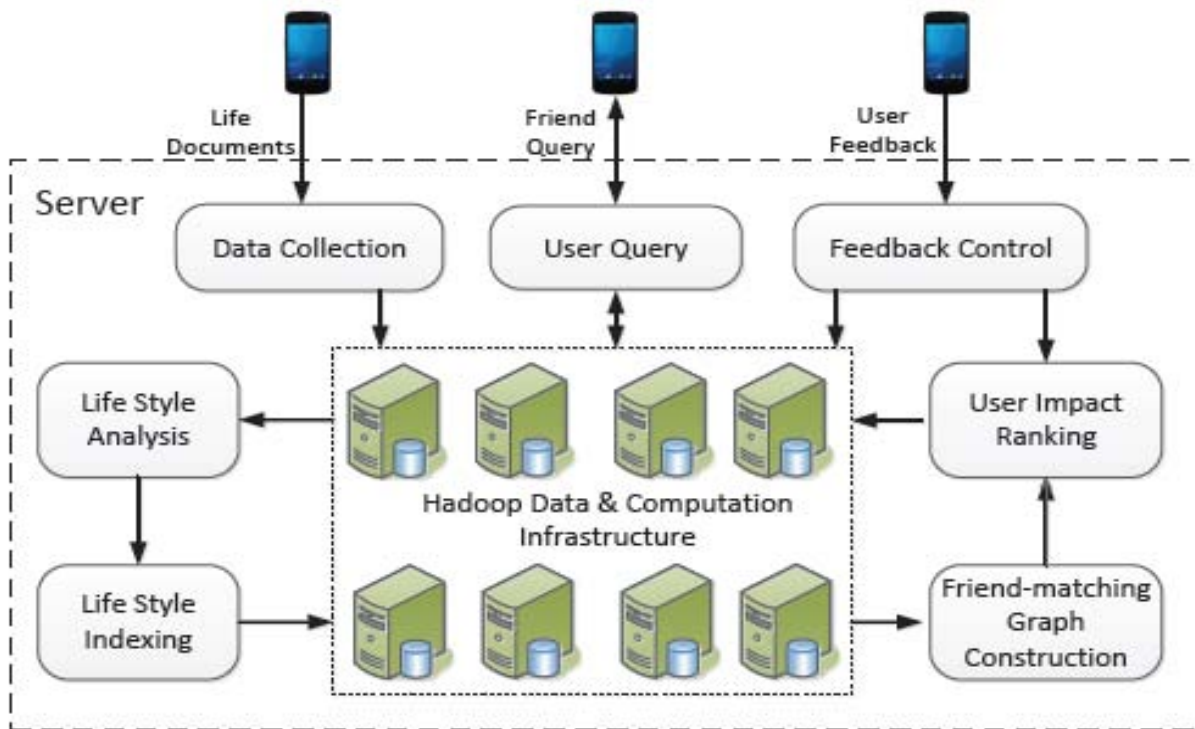 Life
Documents
Friend
Query
User
Feedback
Server
Data Collection
User Query
Feedback Control
Life Style
Analysis
User Impact
Ranking
Hadoop Data & Computation
Infrastructure
Life Style
Indexing
Friend-matching
Graph
Construction